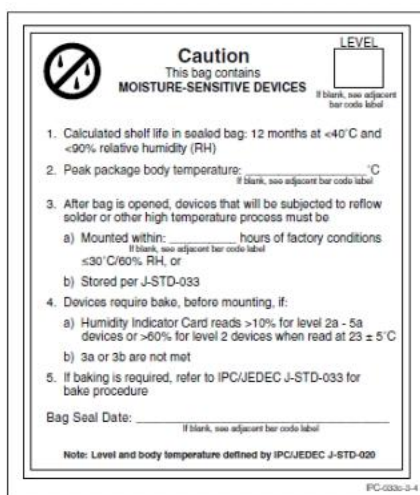 LEVEL
Caution
This bag contains
MOISTURE-SENSITIVE DEVICES
If blank, see adjacent
bar code label
1. Calculated shelf life in sealed bag: 12 months at <40°C and
<90% relative humidity (RH)
2. Peak package body temperature: ____________ °C
If blank, see adjacent bar code label
3. After bag is opened, devices that will be subjected to reflow
solder or other high temperature process must be
a) Mounted within: ________ hours of factory conditions
If blank, see adjacent bar code label
≤30°C/60% RH, or
b) Stored per J-STD-033
4. Devices require bake, before mounting, if:
a) Humidity Indicator Card reads >10% for level 2a - 5a
devices or >60% for level 2 devices when read at 23 ± 5°C
b) 3a or 3b are not met
5. If baking is required, refer to IPC/JEDEC J-STD-033 for
bake procedure
Bag Seal Date: ____________________
If blank, see adjacent bar code label
Note: Level and body temperature defined by IPC/JEDEC J-STD-020
IPC-033c-3-4